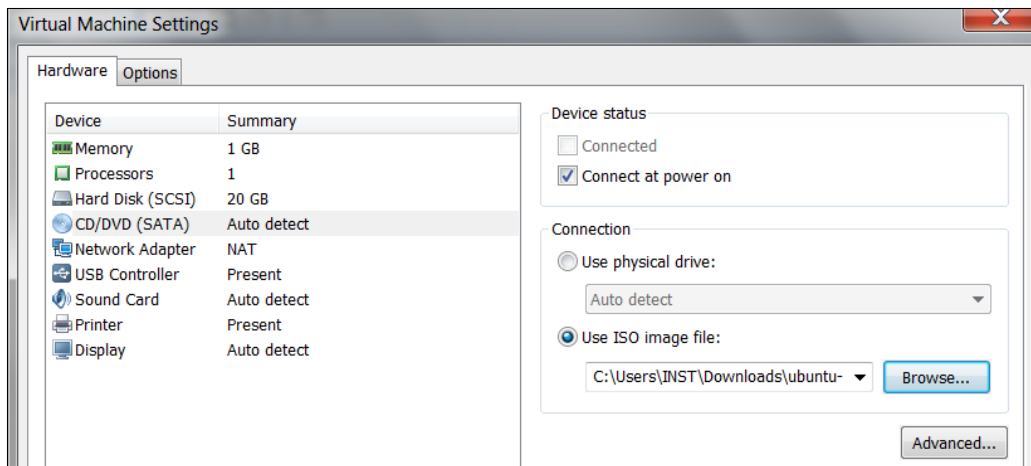 Virtual Machine Settings
X
Hardware Options
Device Summary
Memory 1 GB
Processors 1
Hard Disk (SCSI) 20 GB
CD/DVD (SATA) Auto detect
Network Adapter NAT
USB Controller Present
Sound Card Auto detect
Printer Present
Display Auto detect
Device status
Connected
Connect at power on
Connection
Use physical drive:
Auto detect
Use ISO image file:
C:\Users\INST\Downloads\ubuntu- Browse...
Advanced...